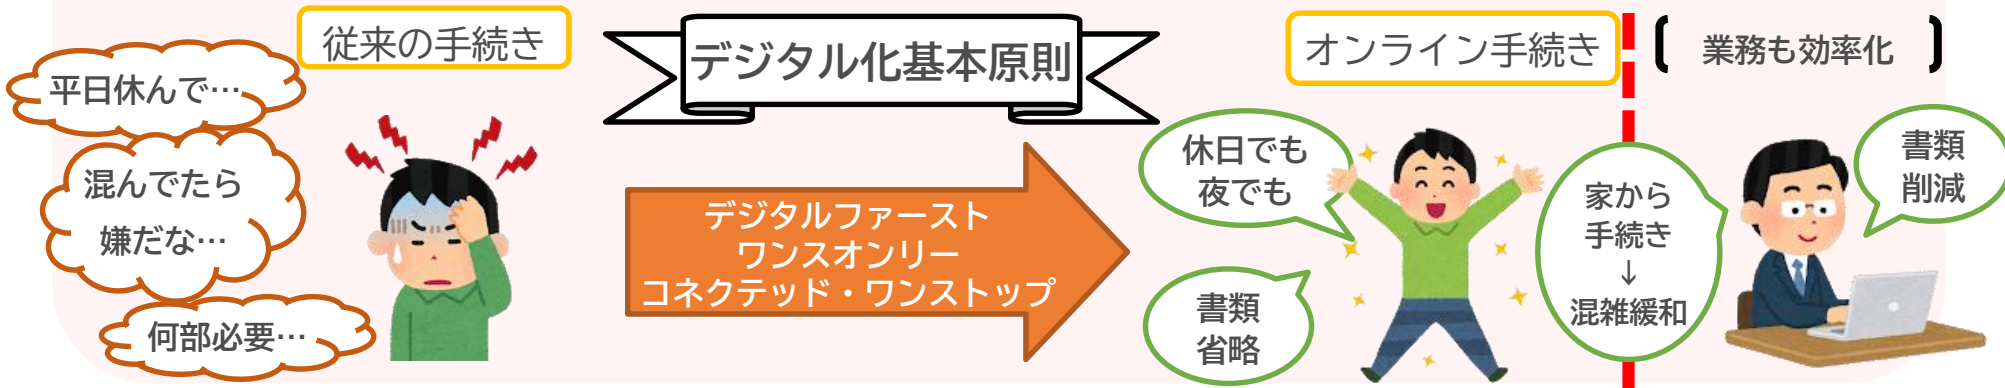 従来の手続き
平日休んで…
混んでたら
嫌だな…
何部必要…
デジタル化基本原則
デジタルファースト
ワンスオンリー
コネクテッド・ワンストップ
オンライン手続き
休日でも
夜でも
書類
省略
家から
手続き
↓
混雑緩和
業務も効率化
書類
削減